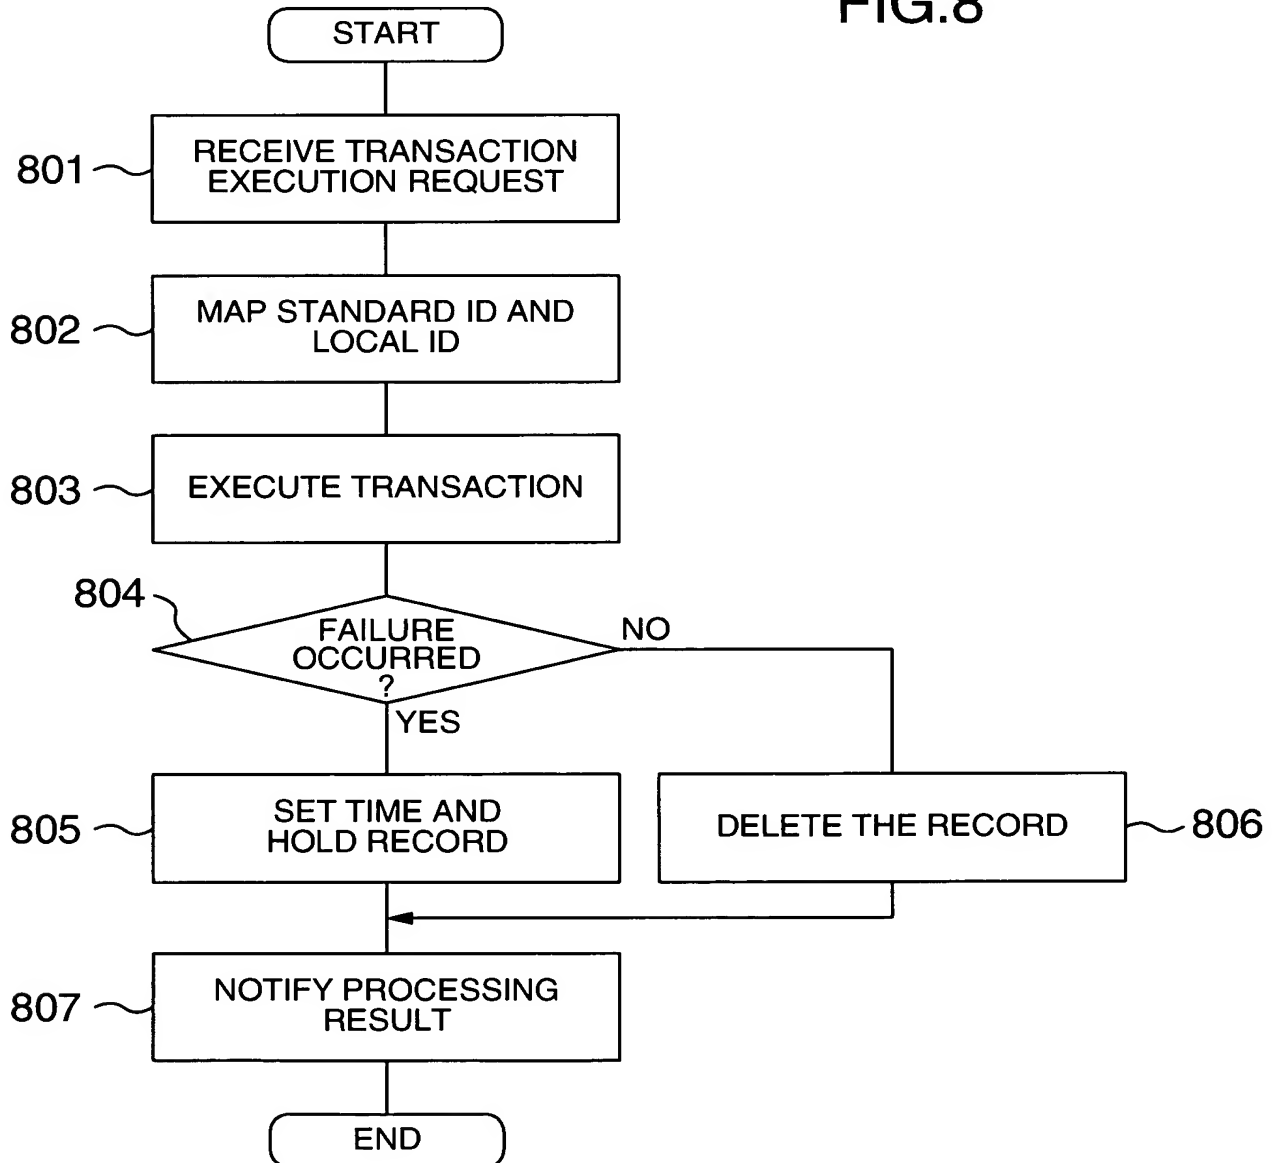 FIG.8
START
801
RECEIVE TRANSACTION
EXECUTION REQUEST
802
MAP STANDARD ID AND
LOCAL ID
803
EXECUTE TRANSACTION
804
FAILURE
OCCURRED
?
NO
YES
805
SET TIME AND
HOLD RECORD
DELETE THE RECORD
806
807
NOTIFY PROCESSING
RESULT
END